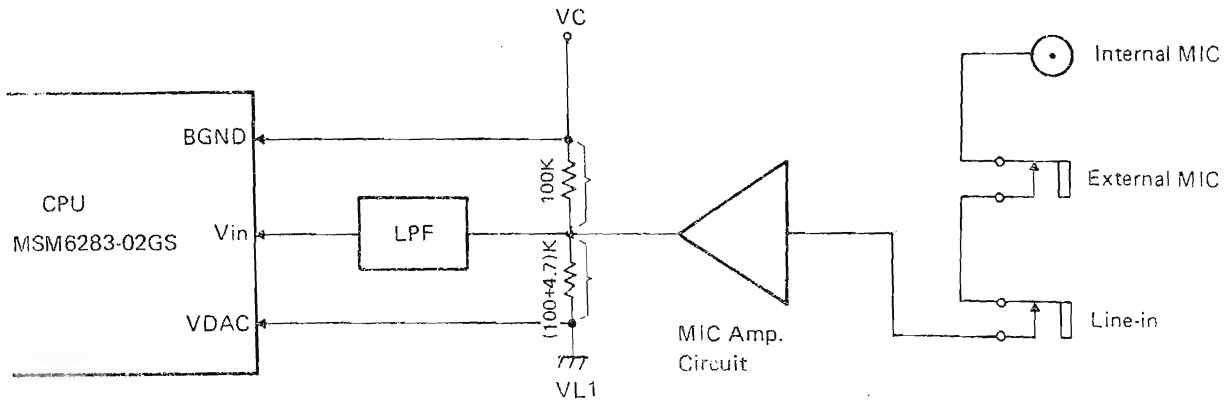 VC
Internal MIC
BGND
100K
External MIC
CPU
MSM6283-02GS
Vin
LPF
(100+4.7)K
VDAC
MIC Amp.
Circuit
Line-in
VL1